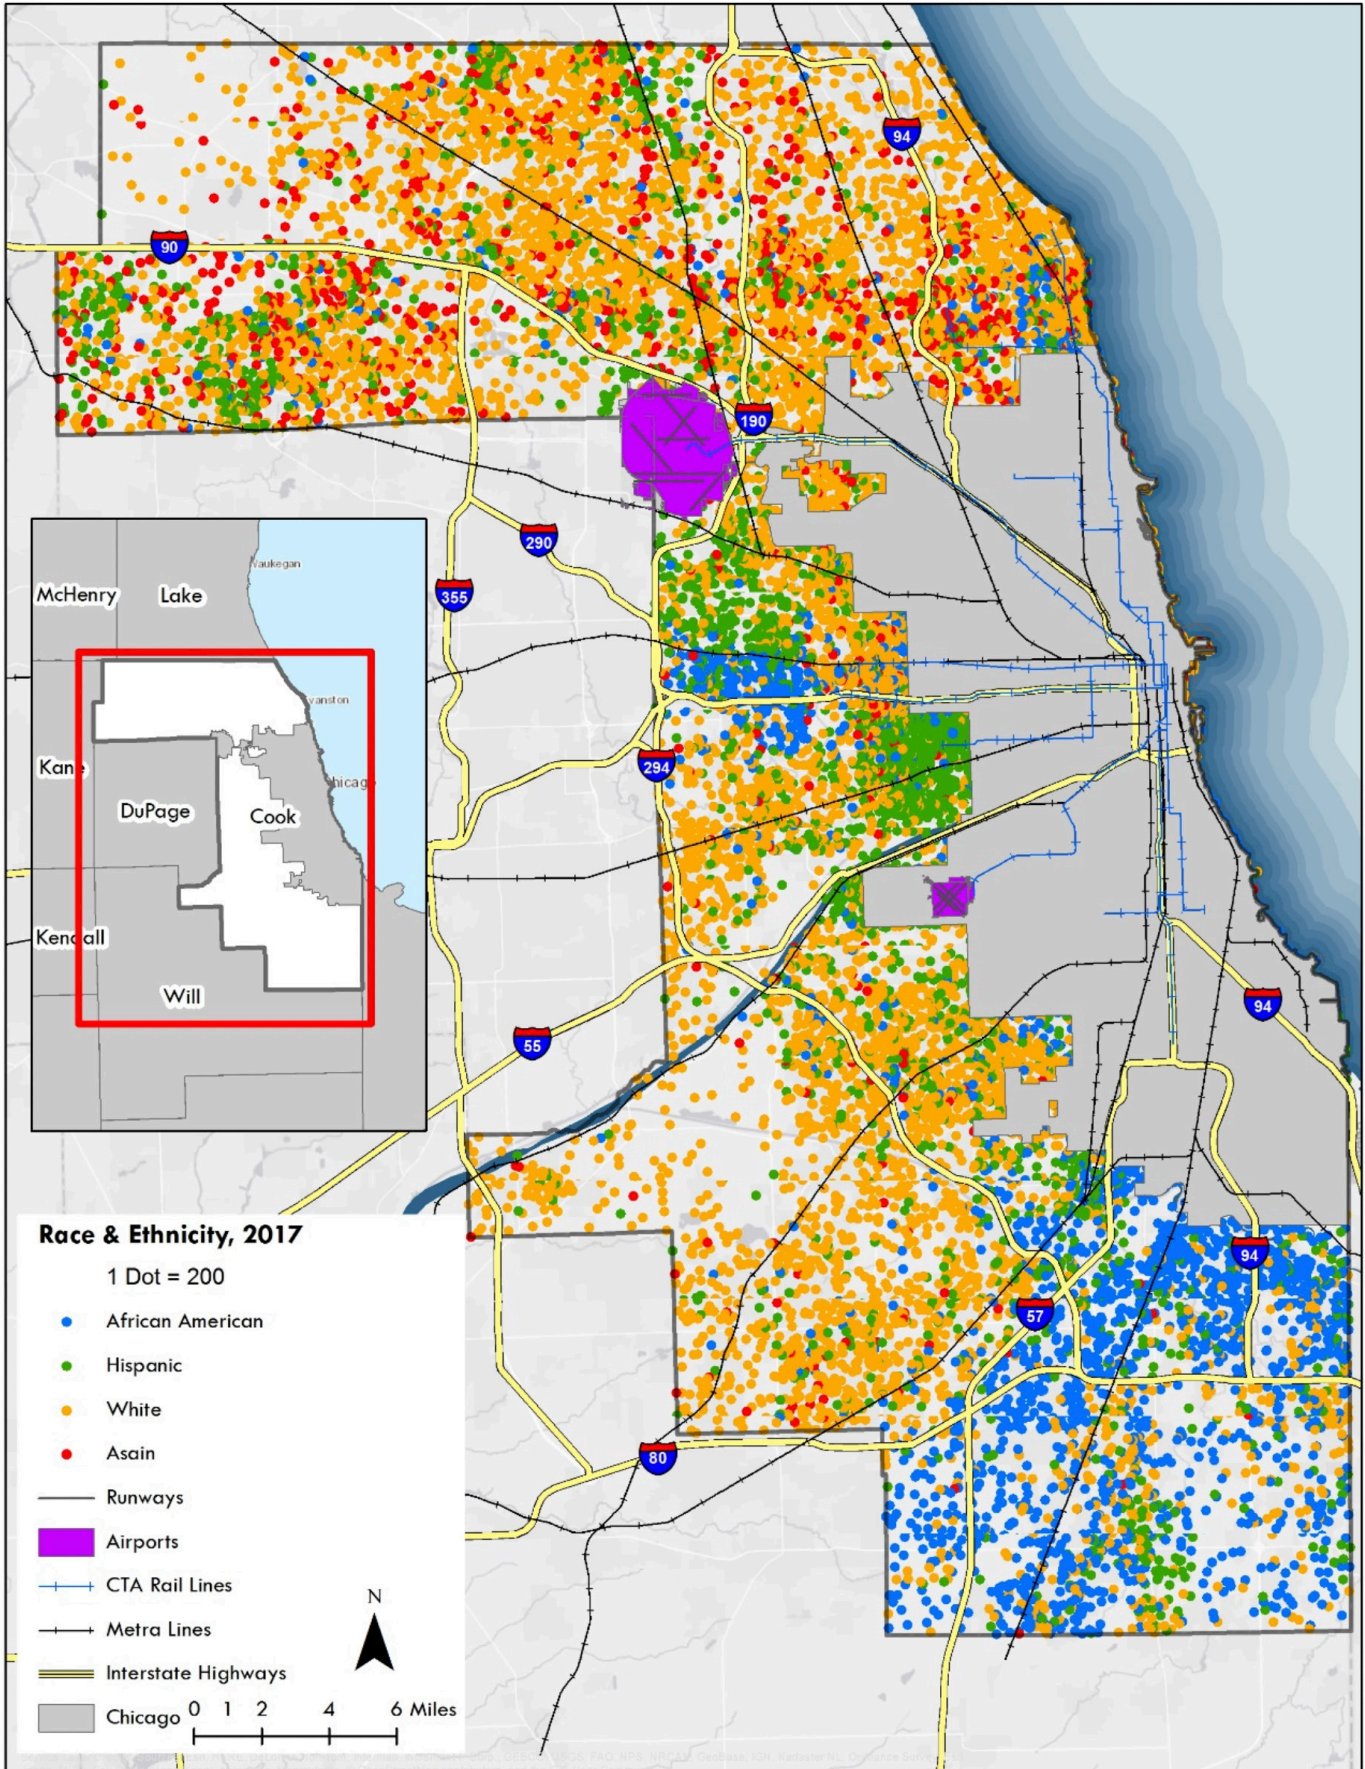 94
90
190
290
355
294
94
55
94
57
80
Waukegan
McHenry
Lake
vanston
Kane
hicago
DuPage
Cook
Kendall
Will
Race & Ethnicity, 2017
1 Dot = 200
African American
Hispanic
White
Asain
Runways
Airports
CTA Rail Lines
Metra Lines
Interstate Highways
Chicago
N
0 1 2 4 6 Miles